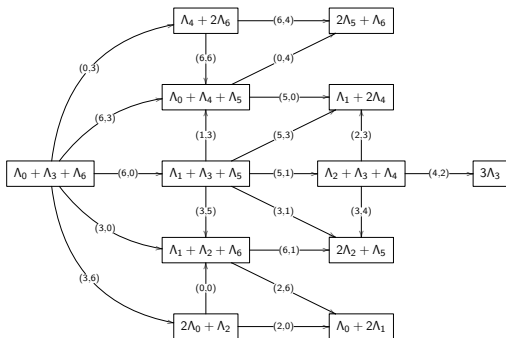 Λ₄ + 2Λ₆ (6,4) 2Λ₅ + Λ₆
(0,3) (6,6) (0,4)
(6,3) Λ₀ + Λ₄ + Λ₅ (5,0) Λ₁ + 2Λ₄
(1,3) (5,3) (2,3)
Λ₀ + Λ₃ + Λ₆ (6,0) Λ₁ + Λ₃ + Λ₅ (5,1) Λ₂ + Λ₃ + Λ₄ (4,2) 3Λ₃
(3,0) (3,5) (3,1) (3,4)
Λ₁ + Λ₂ + Λ₆ (6,1) 2Λ₂ + Λ₅
(3,6) (0,0) (2,6)
2Λ₀ + Λ₂ (2,0) Λ₀ + 2Λ₁